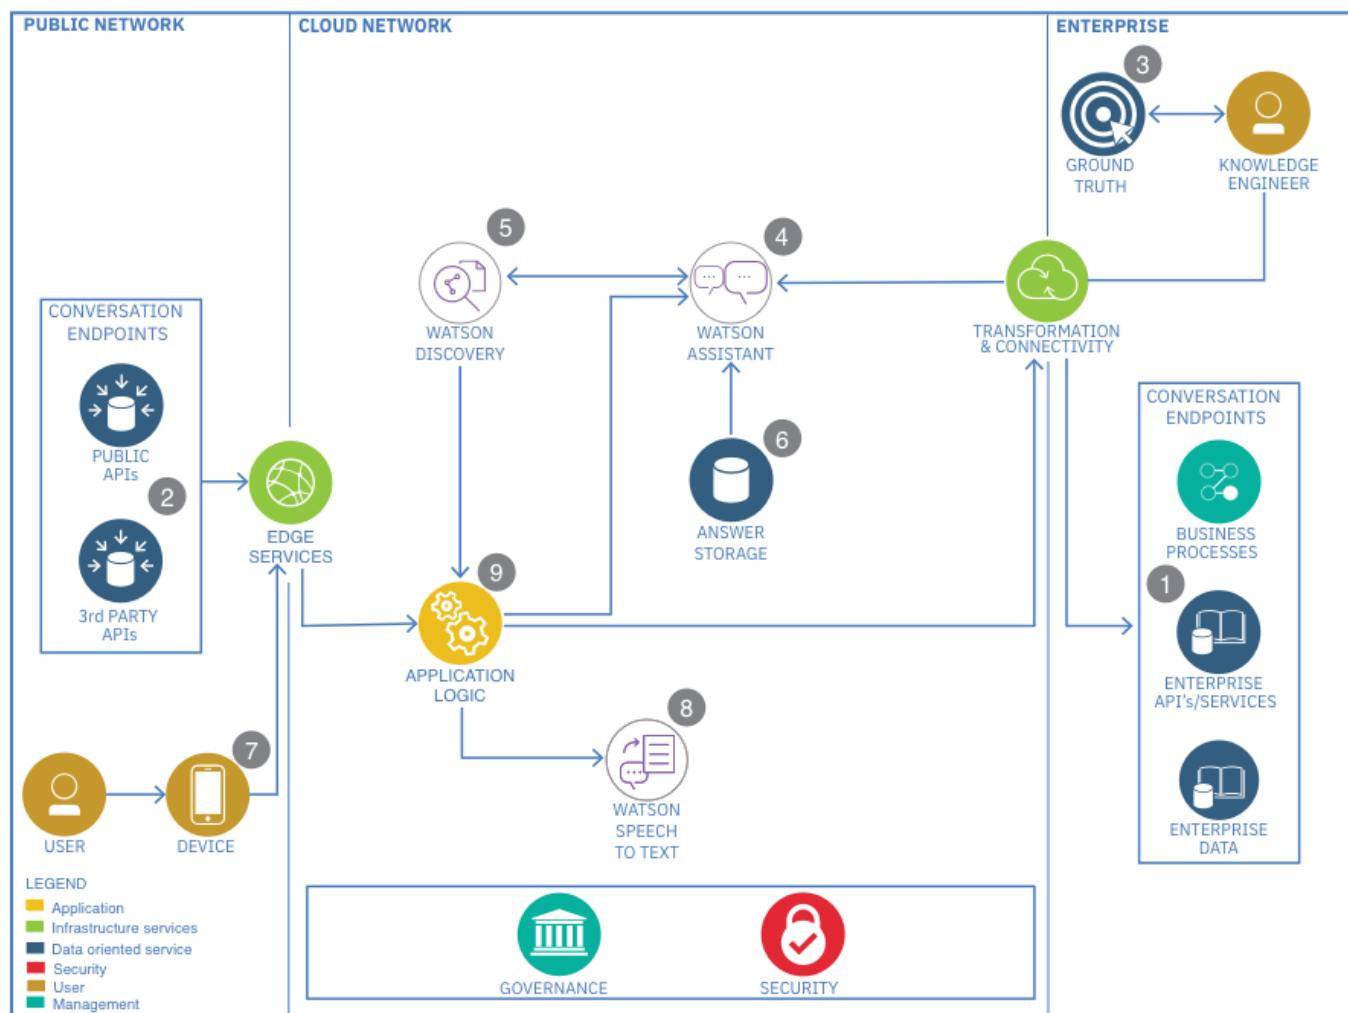 PUBLIC NETWORK
CLOUD NETWORK
ENTERPRISE
3
GROUND
TRUTH
KNOWLEDGE
ENGINEER
5
4
WATSON
DISCOVERY
WATSON
ASSISTANT
TRANSFORMATION
& CONNECTIVITY
CONVERSATION
ENDPOINTS
PUBLIC
APIs
2
3rd PARTY
APIs
EDGE
SERVICES
6
ANSWER
STORAGE
9
APPLICATION
LOGIC
8
WATSON
SPEECH
TO TEXT
CONVERSATION
ENDPOINTS
BUSINESS
PROCESSES
1
ENTERPRISE
API's/SERVICES
ENTERPRISE
DATA
7
USER
DEVICE
LEGEND
Application
Infrastructure services
Data oriented service
Security
User
Management
GOVERNANCE
SECURITY